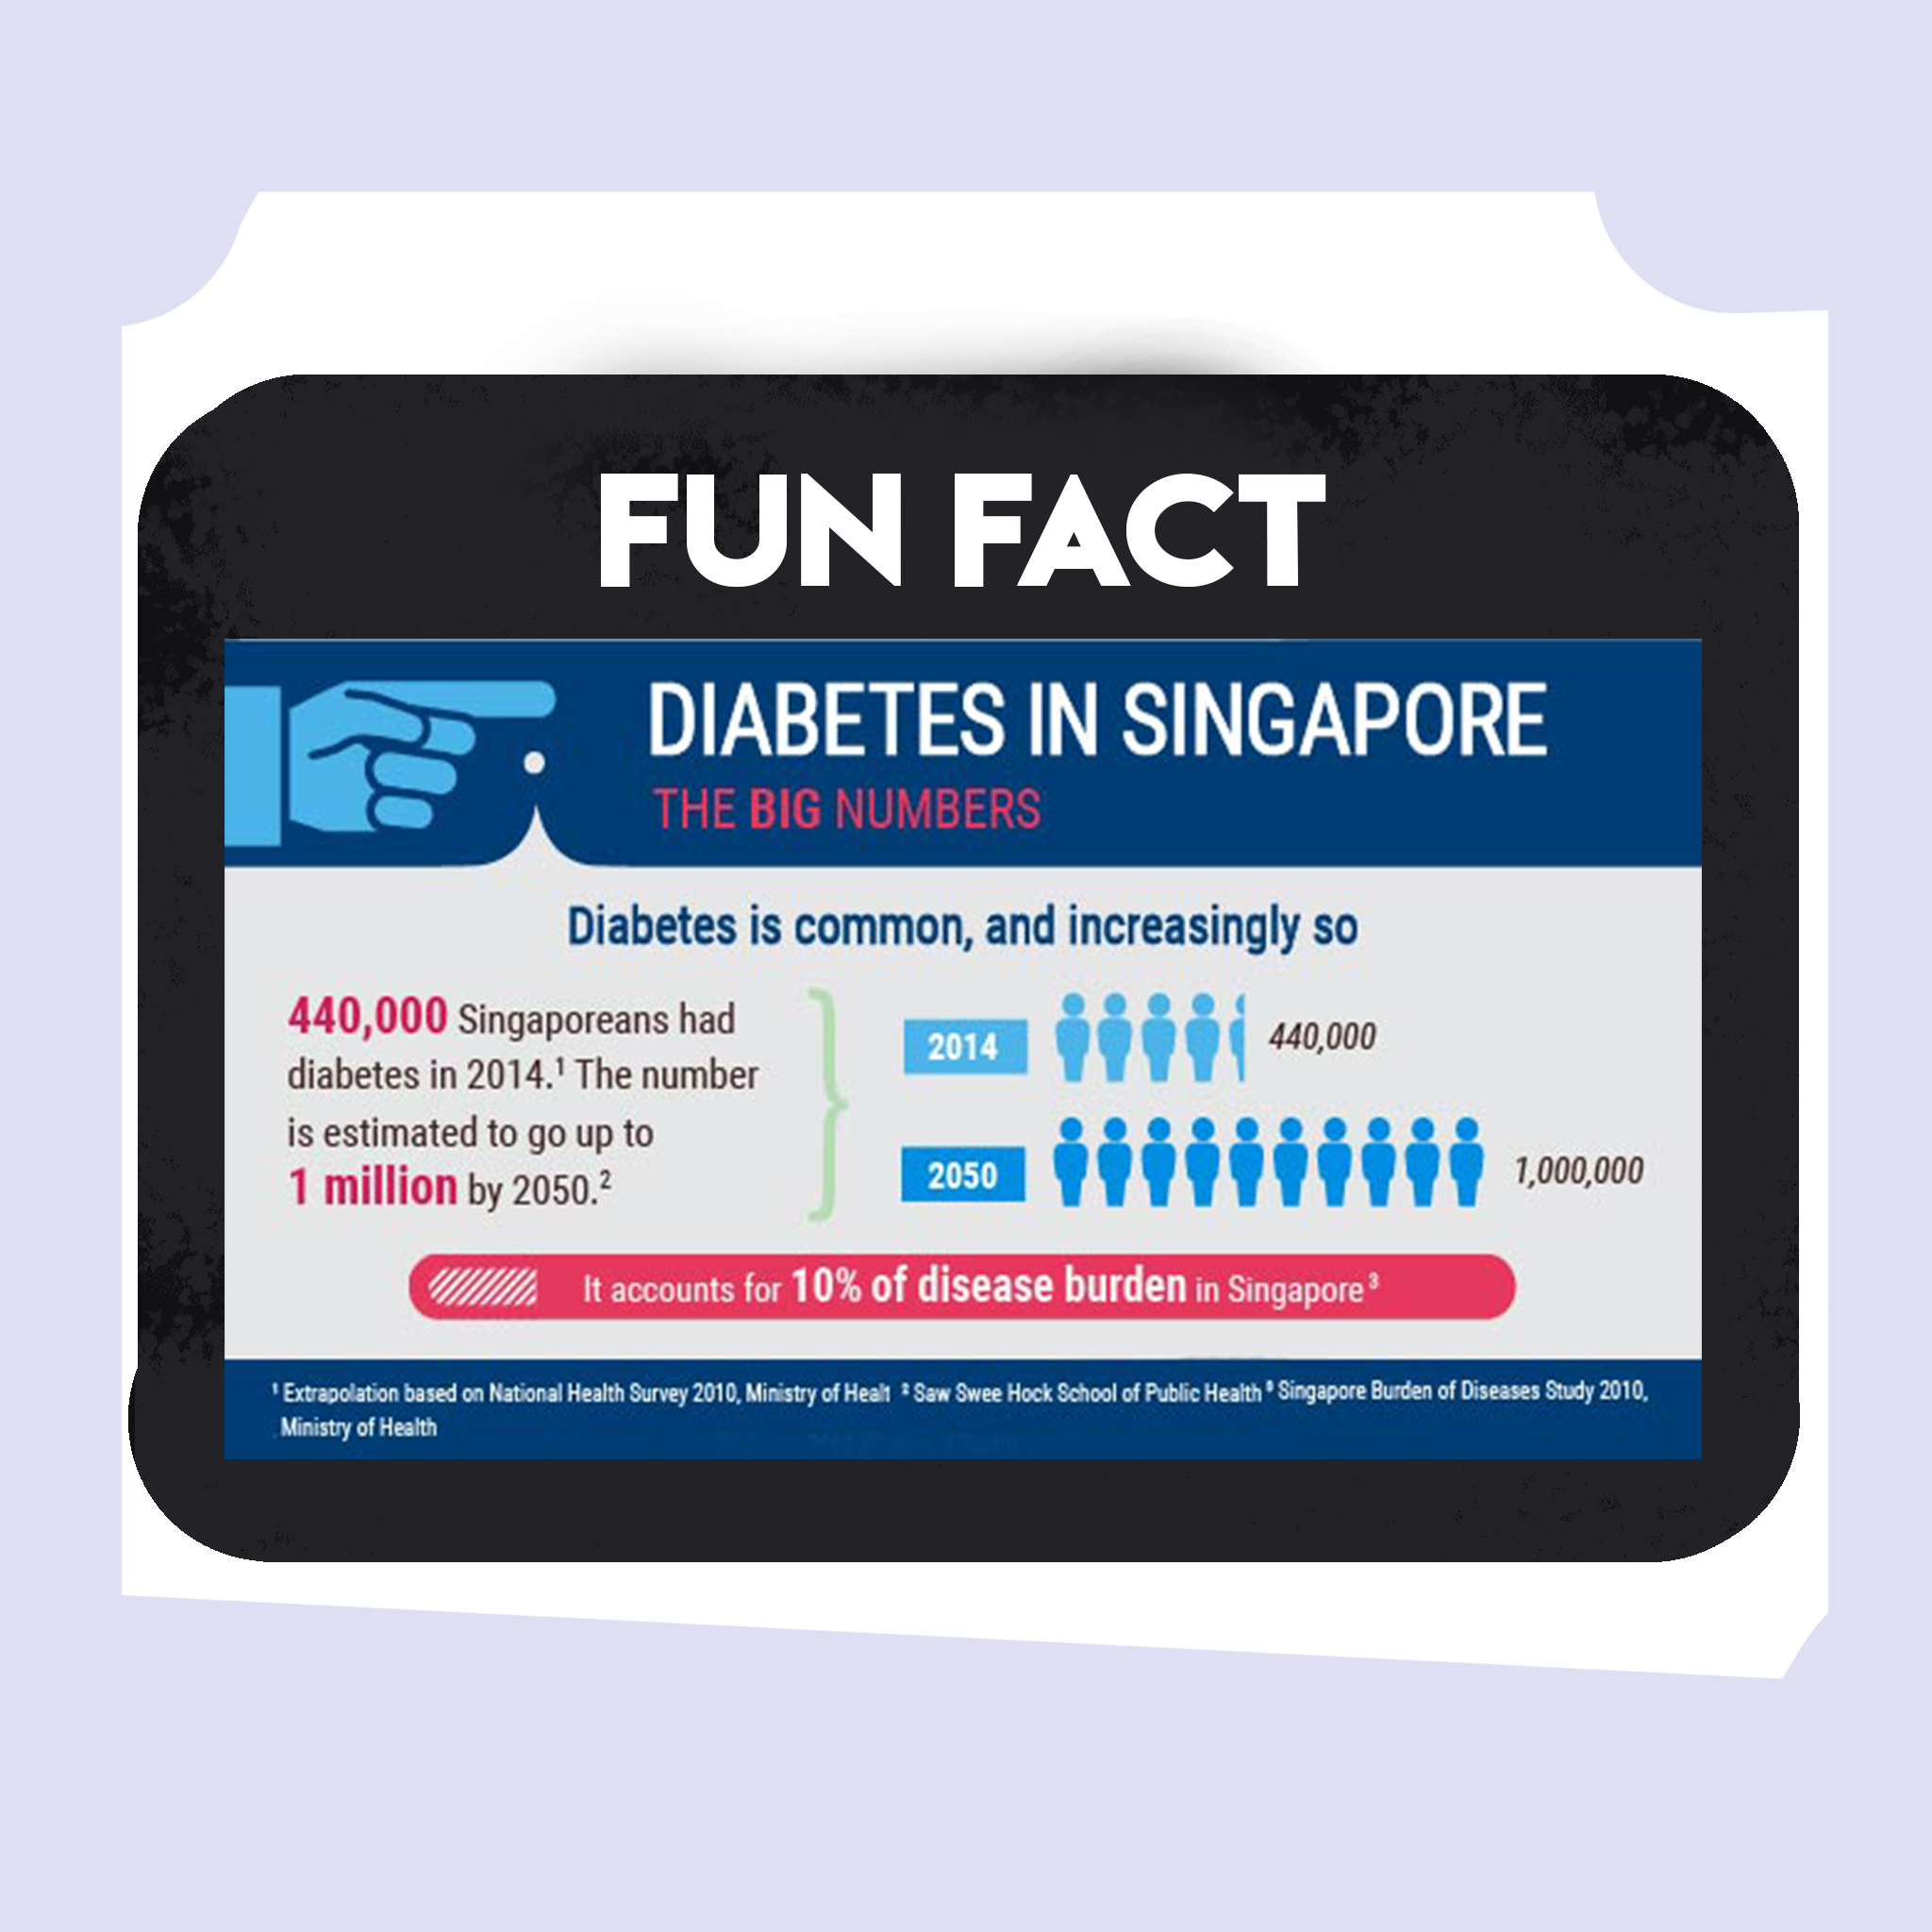 FUN FACT
DIABETES IN SINGAPORE
THE BIG NUMBERS
Diabetes is common, and increasingly so
440,000 Singaporeans had
diabetes in 2014.¹ The number
is estimated to go up to
1 million by 2050.²
2014 440,000
2050 1,000,000
It accounts for 10% of disease burden in Singapore³
¹ Extrapolation based on National Health Survey 2010, Ministry of Healt ² Saw Swee Hock School of Public Health ³ Singapore Burden of Diseases Study 2010,
Ministry of Health